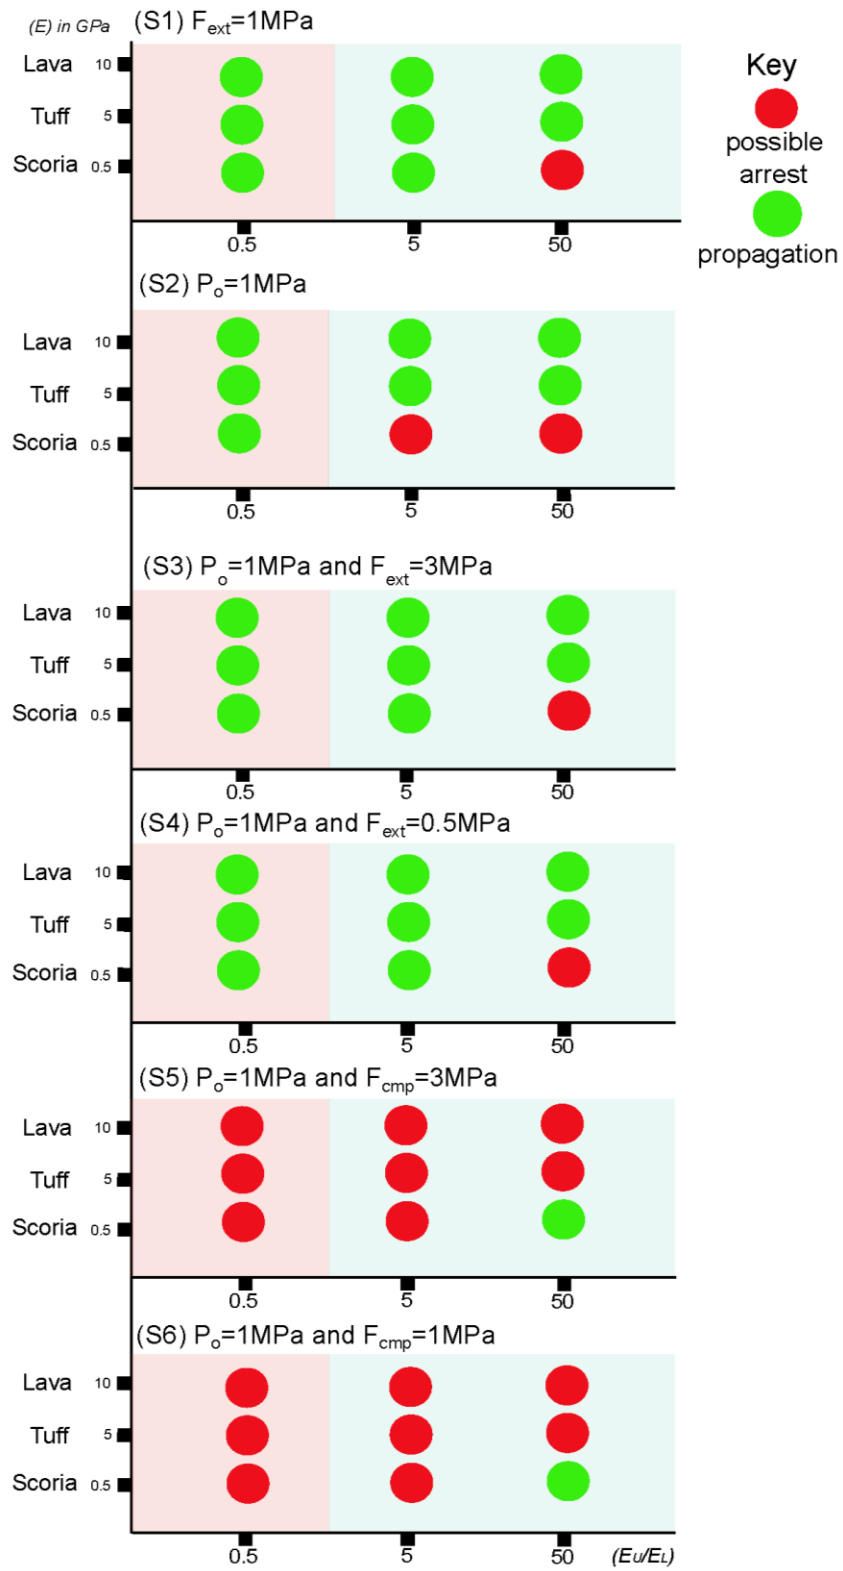 (E) in GPa
(S1) Fext=1MPa
Lava 10
Tuff 5
Scoria 0.5
0.5 5 50
Key
possible
arrest
propagation
(S2) Po=1MPa
Lava 10
Tuff 5
Scoria 0.5
0.5 5 50
(S3) Po=1MPa and Fext=3MPa
Lava 10
Tuff 5
Scoria 0.5
0.5 5 50
(S4) Po=1MPa and Fext=0.5MPa
Lava 10
Tuff 5
Scoria 0.5
0.5 5 50
(S5) Po=1MPa and Fcmp=3MPa
Lava 10
Tuff 5
Scoria 0.5
0.5 5 50
(S6) Po=1MPa and Fcmp=1MPa
Lava 10
Tuff 5
Scoria 0.5
0.5 5 50 (EU/EL)